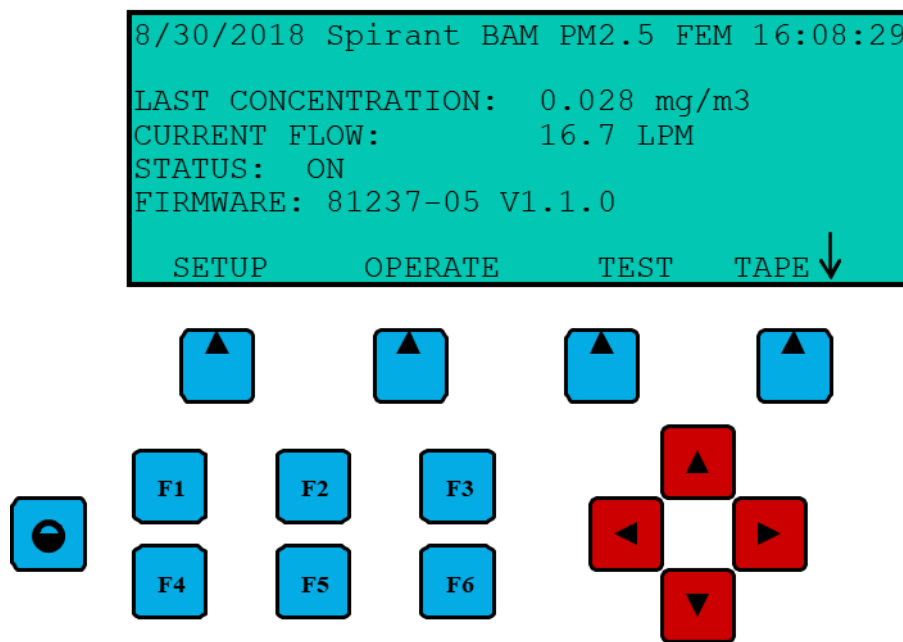 8/30/2018 Spirant BAM PM2.5 FEM 16:08:29
LAST CONCENTRATION: 0.028 mg/m3
CURRENT FLOW: 16.7 LPM
STATUS: ON
FIRMWARE: 81237-05 V1.1.0
SETUP OPERATE TEST TAPE
F1 F2 F3
F4 F5 F6